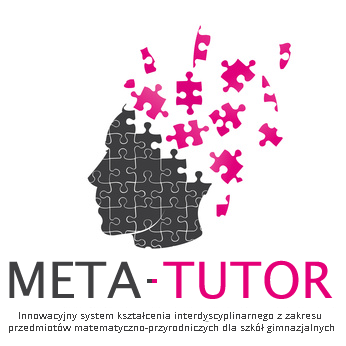 META-TUTOR
Innowacyjny system kształcenia interdyscyplinarnego z zakresu
przedmiotów matematyczno-przyrodniczych dla szkół gimnazjalnych